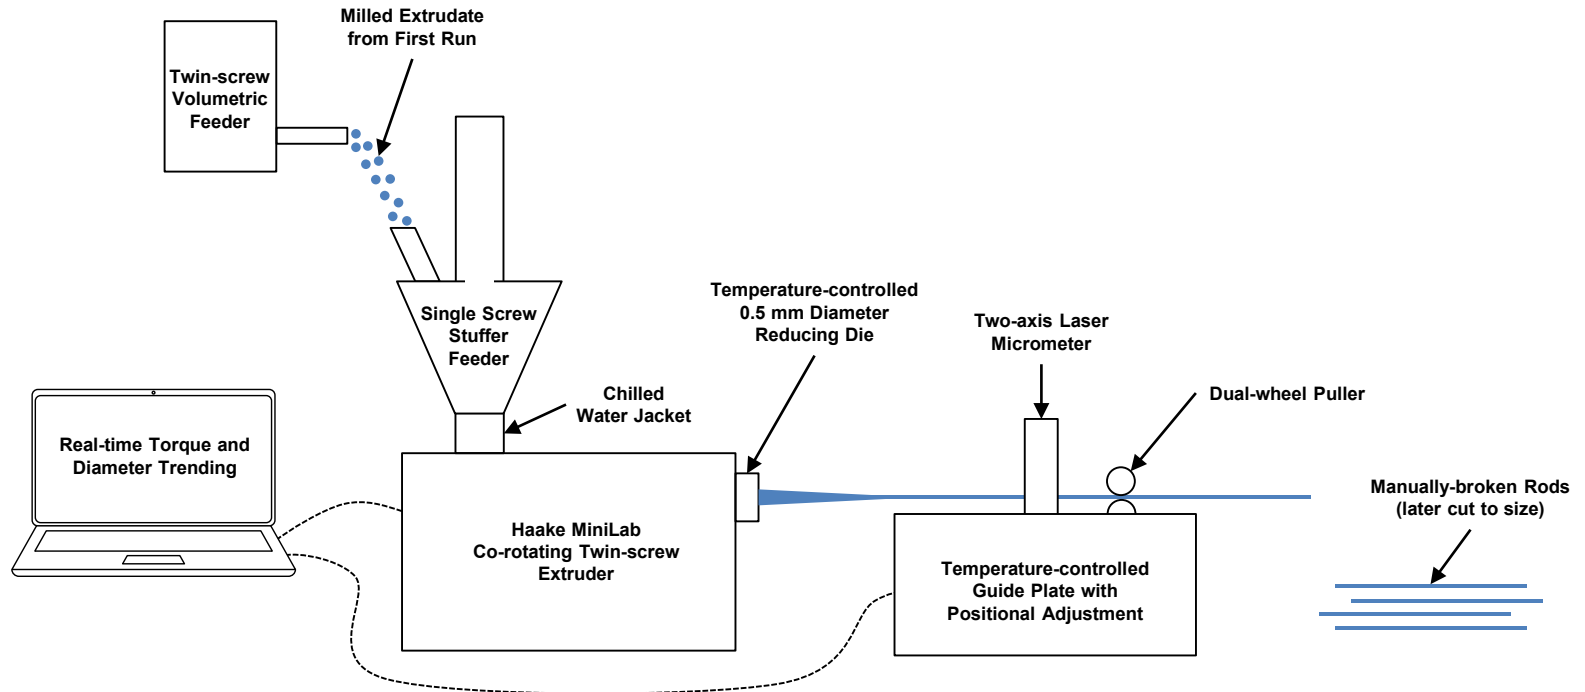 Milled Extrudate
from First Run
Twin-screw
Volumetric
Feeder
Single Screw
Stuffer
Feeder
Temperature-controlled
0.5 mm Diameter
Reducing Die
Two-axis Laser
Micrometer
Chilled
Water Jacket
Dual-wheel Puller
Real-time Torque and
Diameter Trending
Manually-broken Rods
(later cut to size)
Haake MiniLab
Co-rotating Twin-screw
Extruder
Temperature-controlled
Guide Plate with
Positional Adjustment